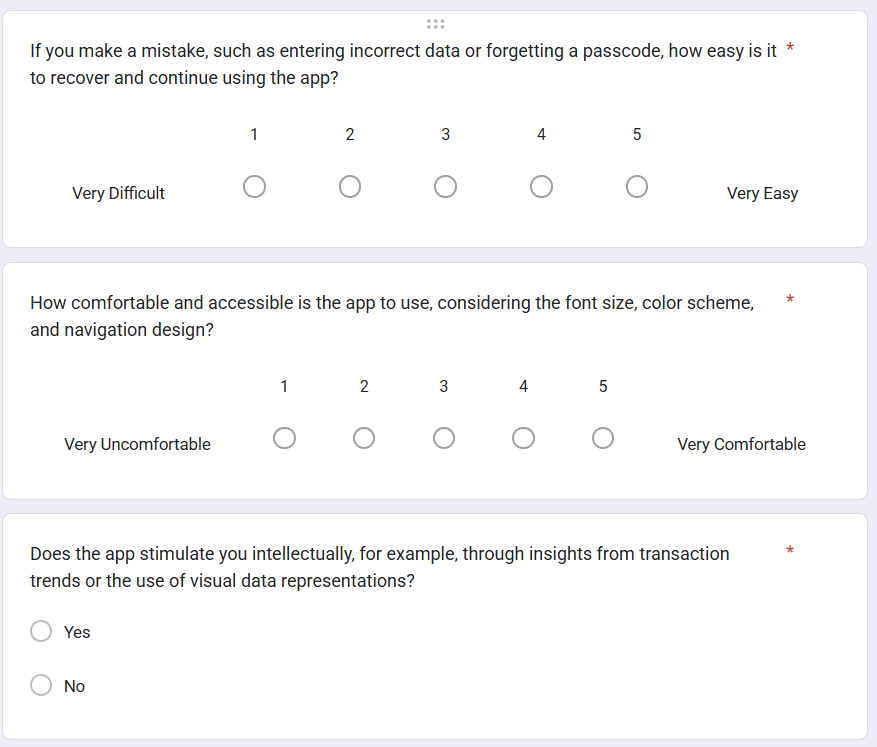 If you make a mistake, such as entering incorrect data or forgetting a passcode, how easy is it *
to recover and continue using the app?
1 2 3 4 5
Very Difficult Very Easy
How comfortable and accessible is the app to use, considering the font size, color scheme, *
and navigation design?
1 2 3 4 5
Very Uncomfortable Very Comfortable
Does the app stimulate you intellectually, for example, through insights from transaction *
trends or the use of visual data representations?
Yes
No